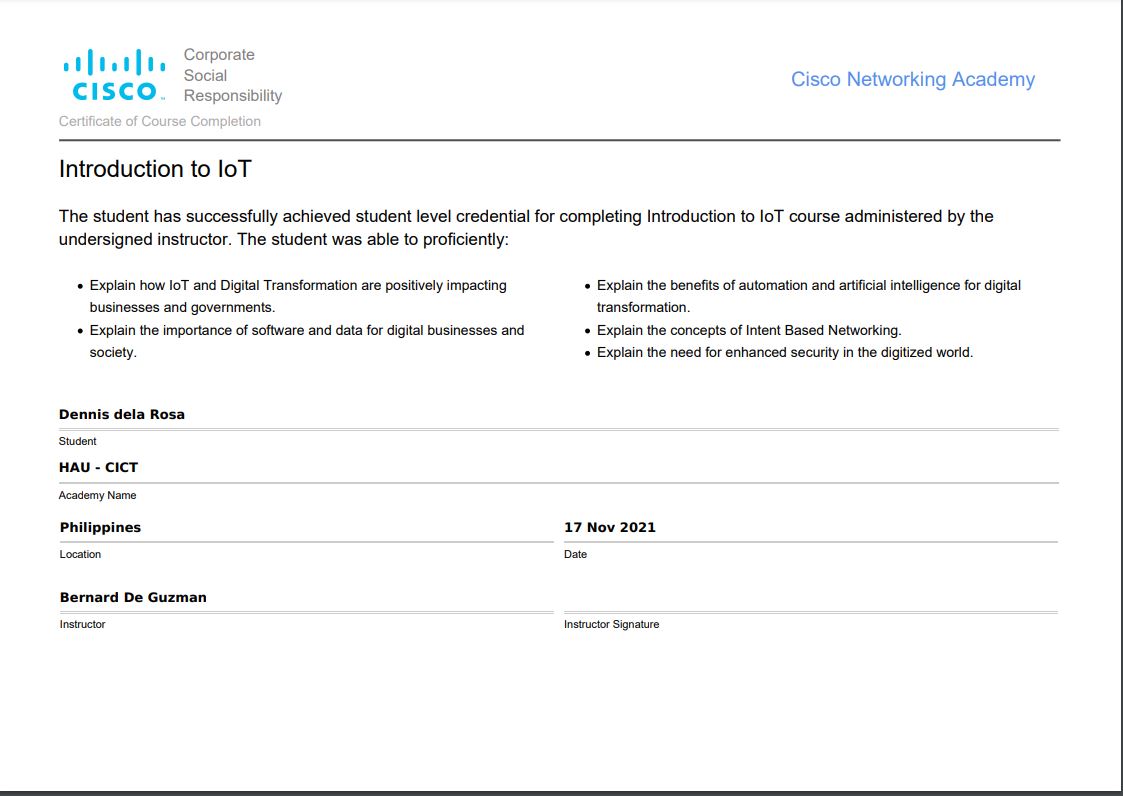 Corporate
Social
Responsibility
CISCO™
Cisco Networking Academy
Certificate of Course Completion
Introduction to IoT
The student has successfully achieved student level credential for completing Introduction to IoT course administered by the
undersigned instructor. The student was able to proficiently:
• Explain how IoT and Digital Transformation are positively impacting
businesses and governments.
• Explain the importance of software and data for digital businesses and
society.
• Explain the benefits of automation and artificial intelligence for digital
transformation.
• Explain the concepts of Intent Based Networking.
• Explain the need for enhanced security in the digitized world.
Dennis dela Rosa
Student
HAU - CICT
Academy Name
Philippines
Location
17 Nov 2021
Date
Bernard De Guzman
Instructor
Instructor Signature